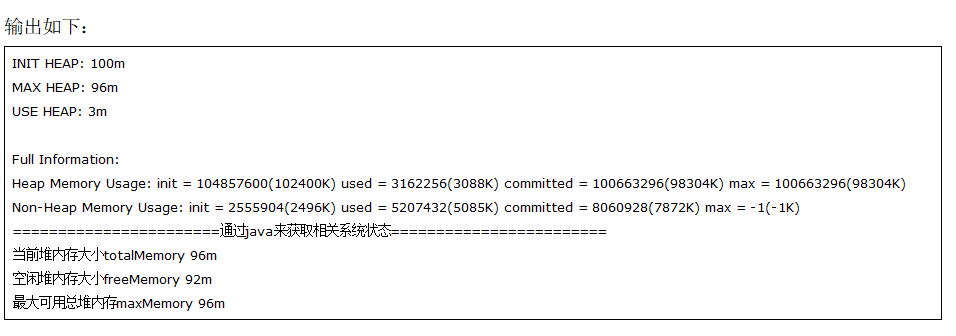 输出如下：
INIT HEAP: 100m
MAX HEAP: 96m
USE HEAP: 3m
Full Information:
Heap Memory Usage: init = 104857600(102400K) used = 3162256(3088K) committed = 100663296(98304K) max = 100663296(98304K)
Non-Heap Memory Usage: init = 2555904(2496K) used = 5207432(5085K) committed = 8060928(7872K) max = -1(-1K)
=======================通过java来获取相关系统状态========================
当前堆内存大小totalMemory 96m
空闲堆内存大小freeMemory 92m
最大可用总堆内存maxMemory 96m